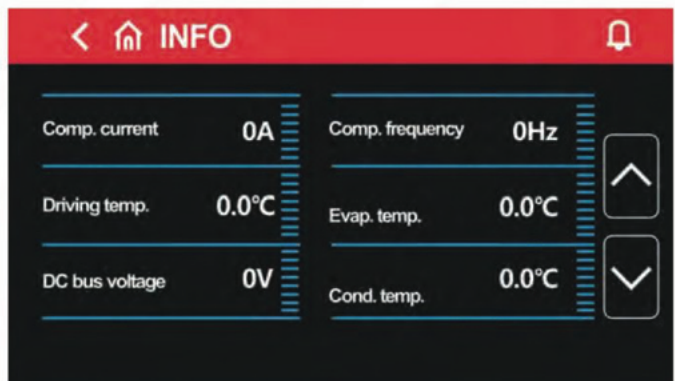 INFO
Comp. current 0A
Comp. frequency 0Hz
Driving temp. 0.0°C
Evap. temp. 0.0°C
DC bus voltage 0V
Cond. temp. 0.0°C